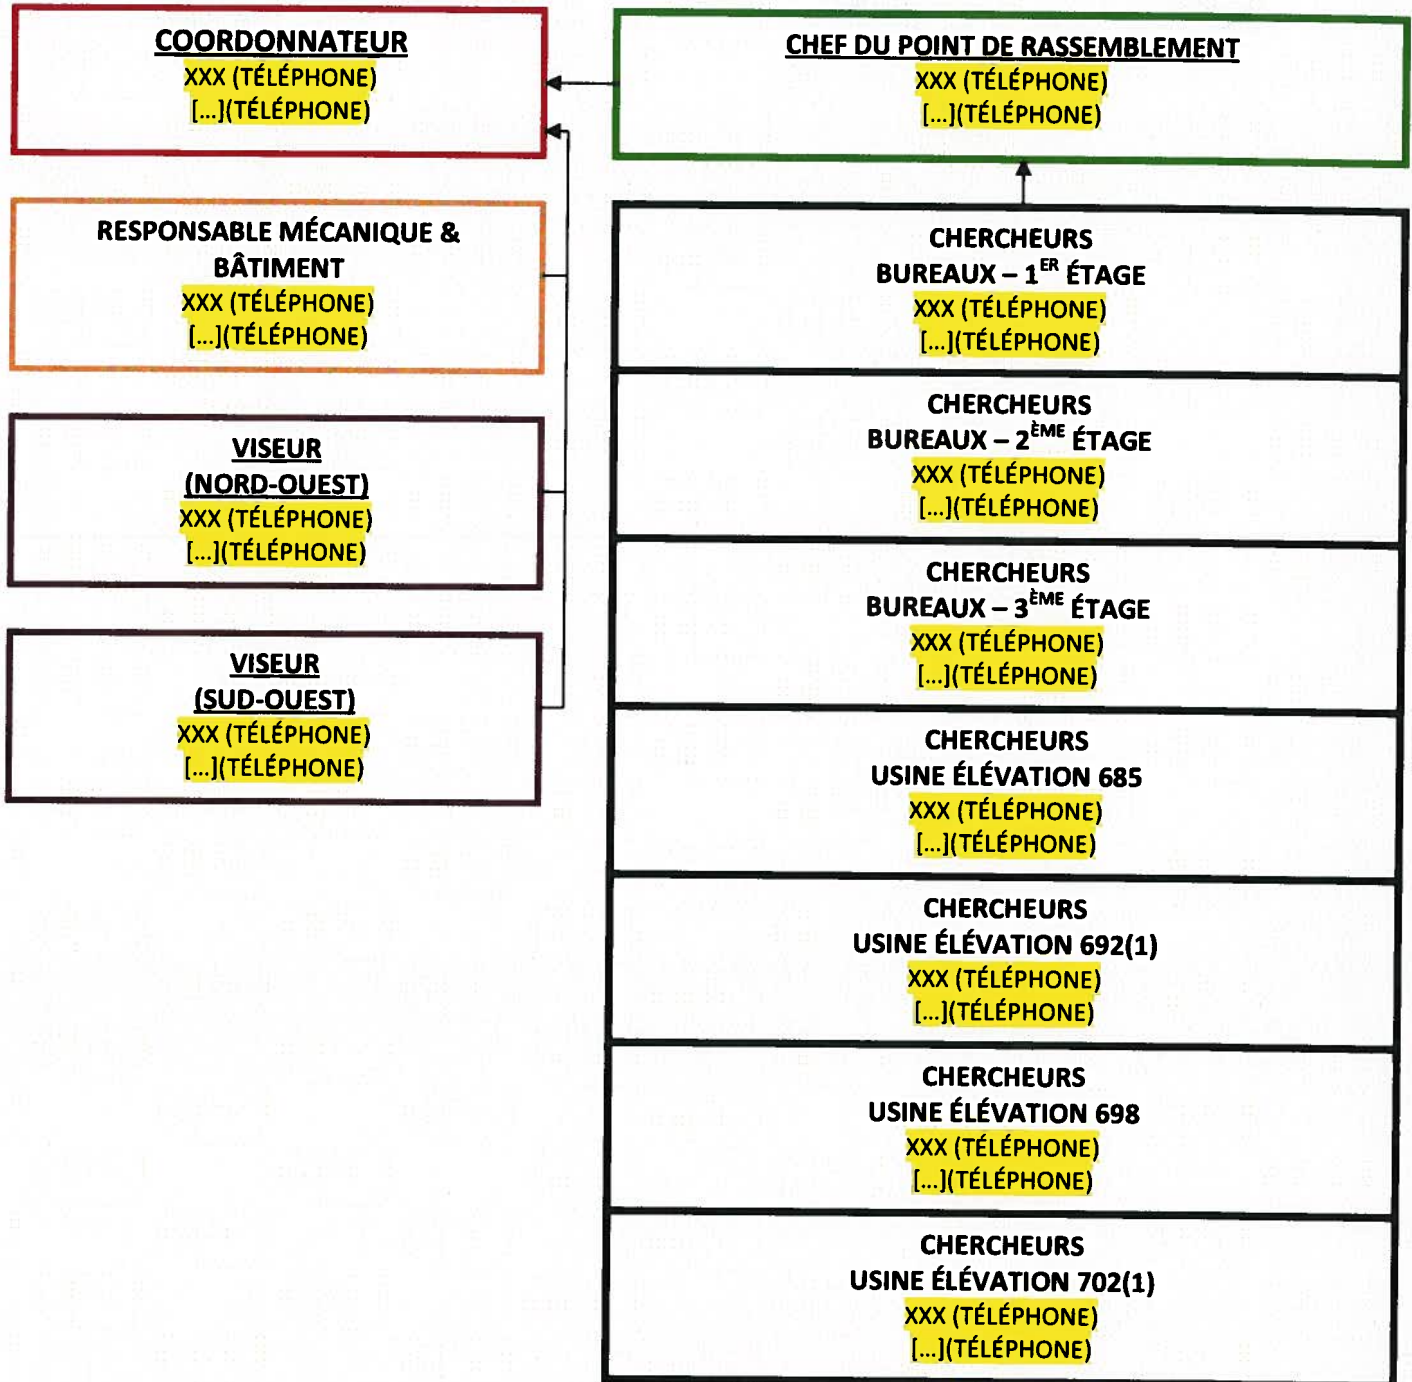 COORDONNATEUR
XXX (TÉLÉPHONE)
[...](TÉLÉPHONE)
CHEF DU POINT DE RASSEMBLEMENT
XXX (TÉLÉPHONE)
[...](TÉLÉPHONE)
RESPONSABLE MÉCANIQUE &
BÂTIMENT
XXX (TÉLÉPHONE)
[...](TÉLÉPHONE)
VISEUR
(NORD-OUEST)
XXX (TÉLÉPHONE)
[...](TÉLÉPHONE)
VISEUR
(SUD-OUEST)
XXX (TÉLÉPHONE)
[...](TÉLÉPHONE)
CHERCHEURS
BUREAUX – 1ER ÉTAGE
XXX (TÉLÉPHONE)
[...](TÉLÉPHONE)
CHERCHEURS
BUREAUX – 2ÈME ÉTAGE
XXX (TÉLÉPHONE)
[...](TÉLÉPHONE)
CHERCHEURS
BUREAUX – 3ÈME ÉTAGE
XXX (TÉLÉPHONE)
[...](TÉLÉPHONE)
CHERCHEURS
USINE ÉLÉVATION 685
XXX (TÉLÉPHONE)
[...](TÉLÉPHONE)
CHERCHEURS
USINE ÉLÉVATION 692(1)
XXX (TÉLÉPHONE)
[...](TÉLÉPHONE)
CHERCHEURS
USINE ÉLÉVATION 698
XXX (TÉLÉPHONE)
[...](TÉLÉPHONE)
CHERCHEURS
USINE ÉLÉVATION 702(1)
XXX (TÉLÉPHONE)
[...](TÉLÉPHONE)